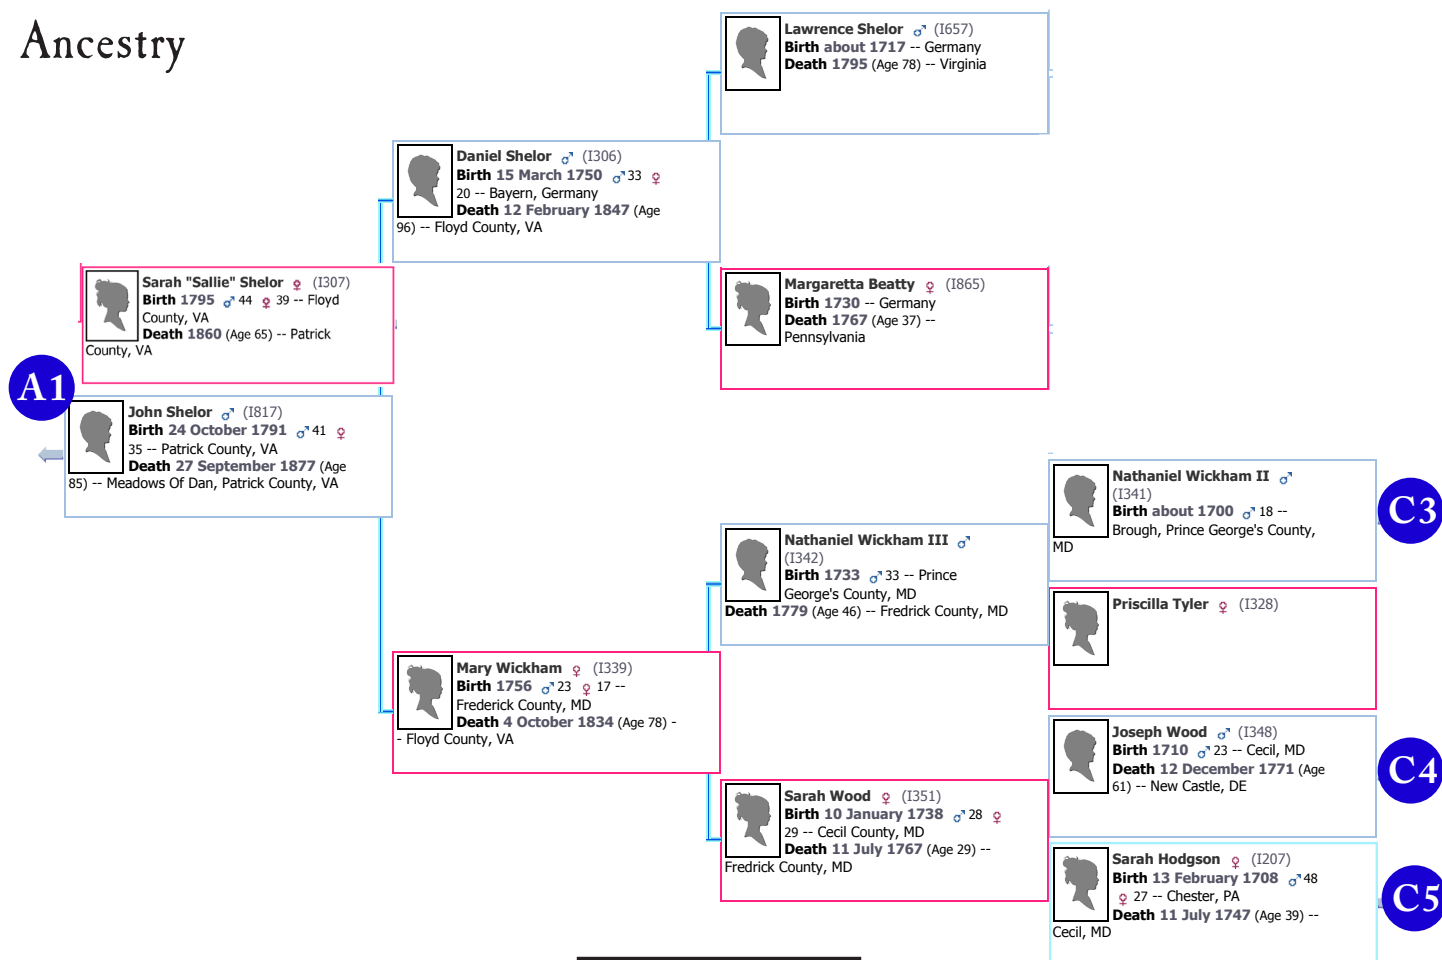 Ancestry
Lawrence Shelor ♂ (I657)
Birth about 1717 -- Germany
Death 1795 (Age 78) -- Virginia
Daniel Shelor ♂ (I306)
Birth 15 March 1750 ♂33 ♀
20 -- Bayern, Germany
Death 12 February 1847 (Age
96) -- Floyd County, VA
Sarah "Sallie" Shelor ♀ (I307)
Birth 1795 ♂44 ♀ 39 -- Floyd
County, VA
Death 1860 (Age 65) -- Patrick
County, VA
Margaretta Beatty ♀ (I865)
Birth 1730 -- Germany
Death 1767 (Age 37) --
Pennsylvania
A1
John Shelor ♂ (I817)
Birth 24 October 1791 ♂41 ♀
35 -- Patrick County, VA
Death 27 September 1877 (Age
85) -- Meadows Of Dan, Patrick County, VA
Nathaniel Wickham II ♂
(I341)
Birth about 1700 ♂18 --
Brough, Prince George's County,
MD
C3
Nathaniel Wickham III ♂
(I342)
Birth 1733 ♂33 -- Prince
George's County, MD
Death 1779 (Age 46) -- Fredrick County, MD
Priscilla Tyler ♀ (I328)
Mary Wickham ♀ (I339)
Birth 1756 ♂23 ♀ 17 --
Frederick County, MD
Death 4 October 1834 (Age 78) -
- Floyd County, VA
Joseph Wood ♂ (I348)
Birth 1710 ♂23 -- Cecil, MD
Death 12 December 1771 (Age
61) -- New Castle, DE
C4
Sarah Wood ♀ (I351)
Birth 10 January 1738 ♂28 ♀
29 -- Cecil County, MD
Death 11 July 1767 (Age 29) --
Fredrick County, MD
Sarah Hodgson ♀ (I207)
Birth 13 February 1708 ♂48
♀ 27 -- Chester, PA
Death 11 July 1747 (Age 39) --
Cecil, MD
C5